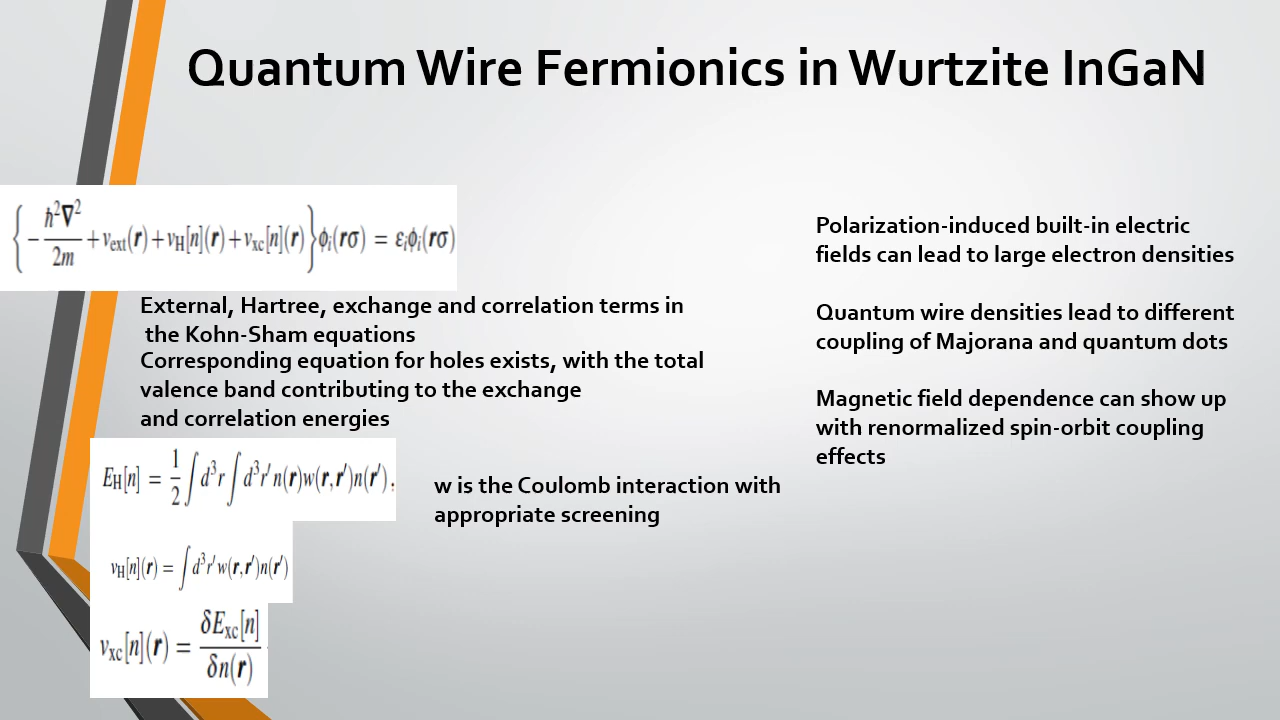 Quantum Wire Fermionics in Wurtzite InGaN
{−ℏ²∇²/2m + v_ext(r) + v_H[n](r) + v_xc[n](r)}ϕ_i(rσ) = ε_iϕ_i(rσ)
External, Hartree, exchange and correlation terms in
the Kohn-Sham equations
Corresponding equation for holes exists, with the total
valence band contributing to the exchange
and correlation energies
E_H[n] = 1/2 ∫d³r ∫d³r′n(r)w(r,r′)n(r′).
w is the Coulomb interaction with
appropriate screening
v_H[n](r) = ∫d³r′w(r,r′)n(r′)
v_xc[n](r) = δE_xc[n]/δn(r)
Polarization-induced built-in electric
fields can lead to large electron densities
Quantum wire densities lead to different
coupling of Majorana and quantum dots
Magnetic field dependence can show up
with renormalized spin-orbit coupling
effects